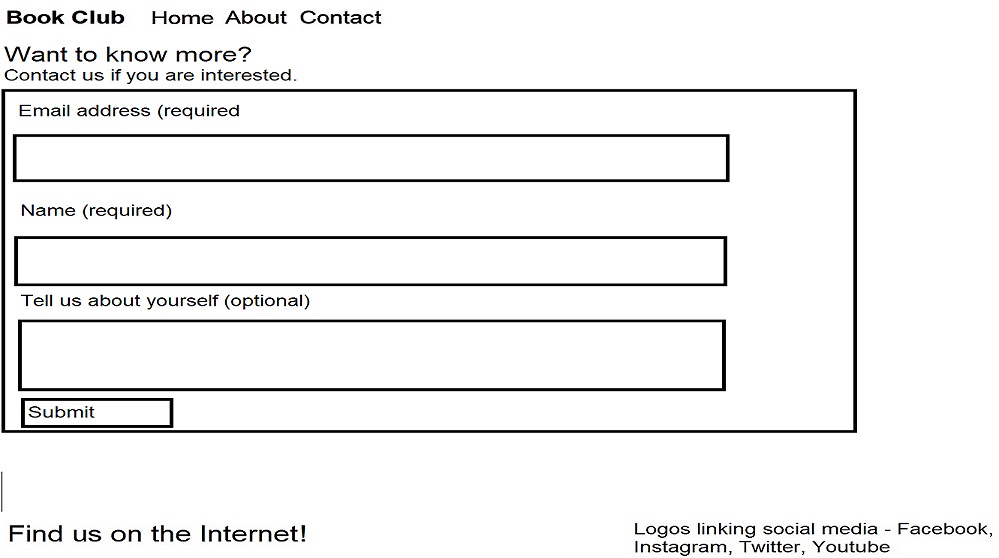 Book Club Home About Contact
Want to know more?
Contact us if you are interested.
Email address (required
Name (required)
Tell us about yourself (optional)
Submit
Find us on the Internet!
Logos linking social media - Facebook,
Instagram, Twitter, Youtube